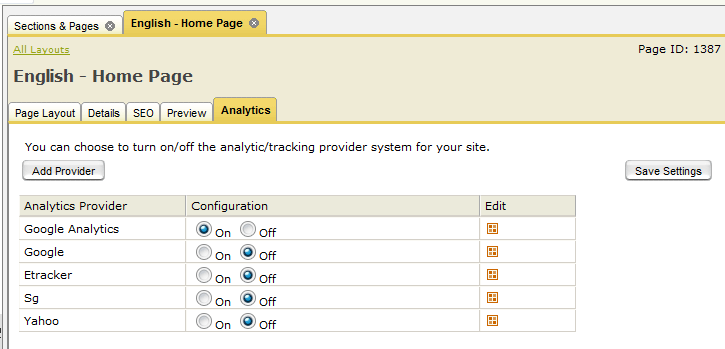 Sections & Pages English - Home Page
All Layouts Page ID: 1387
English - Home Page
Page Layout Details SEO Preview Analytics
You can choose to turn on/off the analytic/tracking provider system for your site.
Add Provider Save Settings
Analytics Provider Configuration Edit
Google Analytics On Off
Google On Off
Etracker On Off
Sg On Off
Yahoo On Off